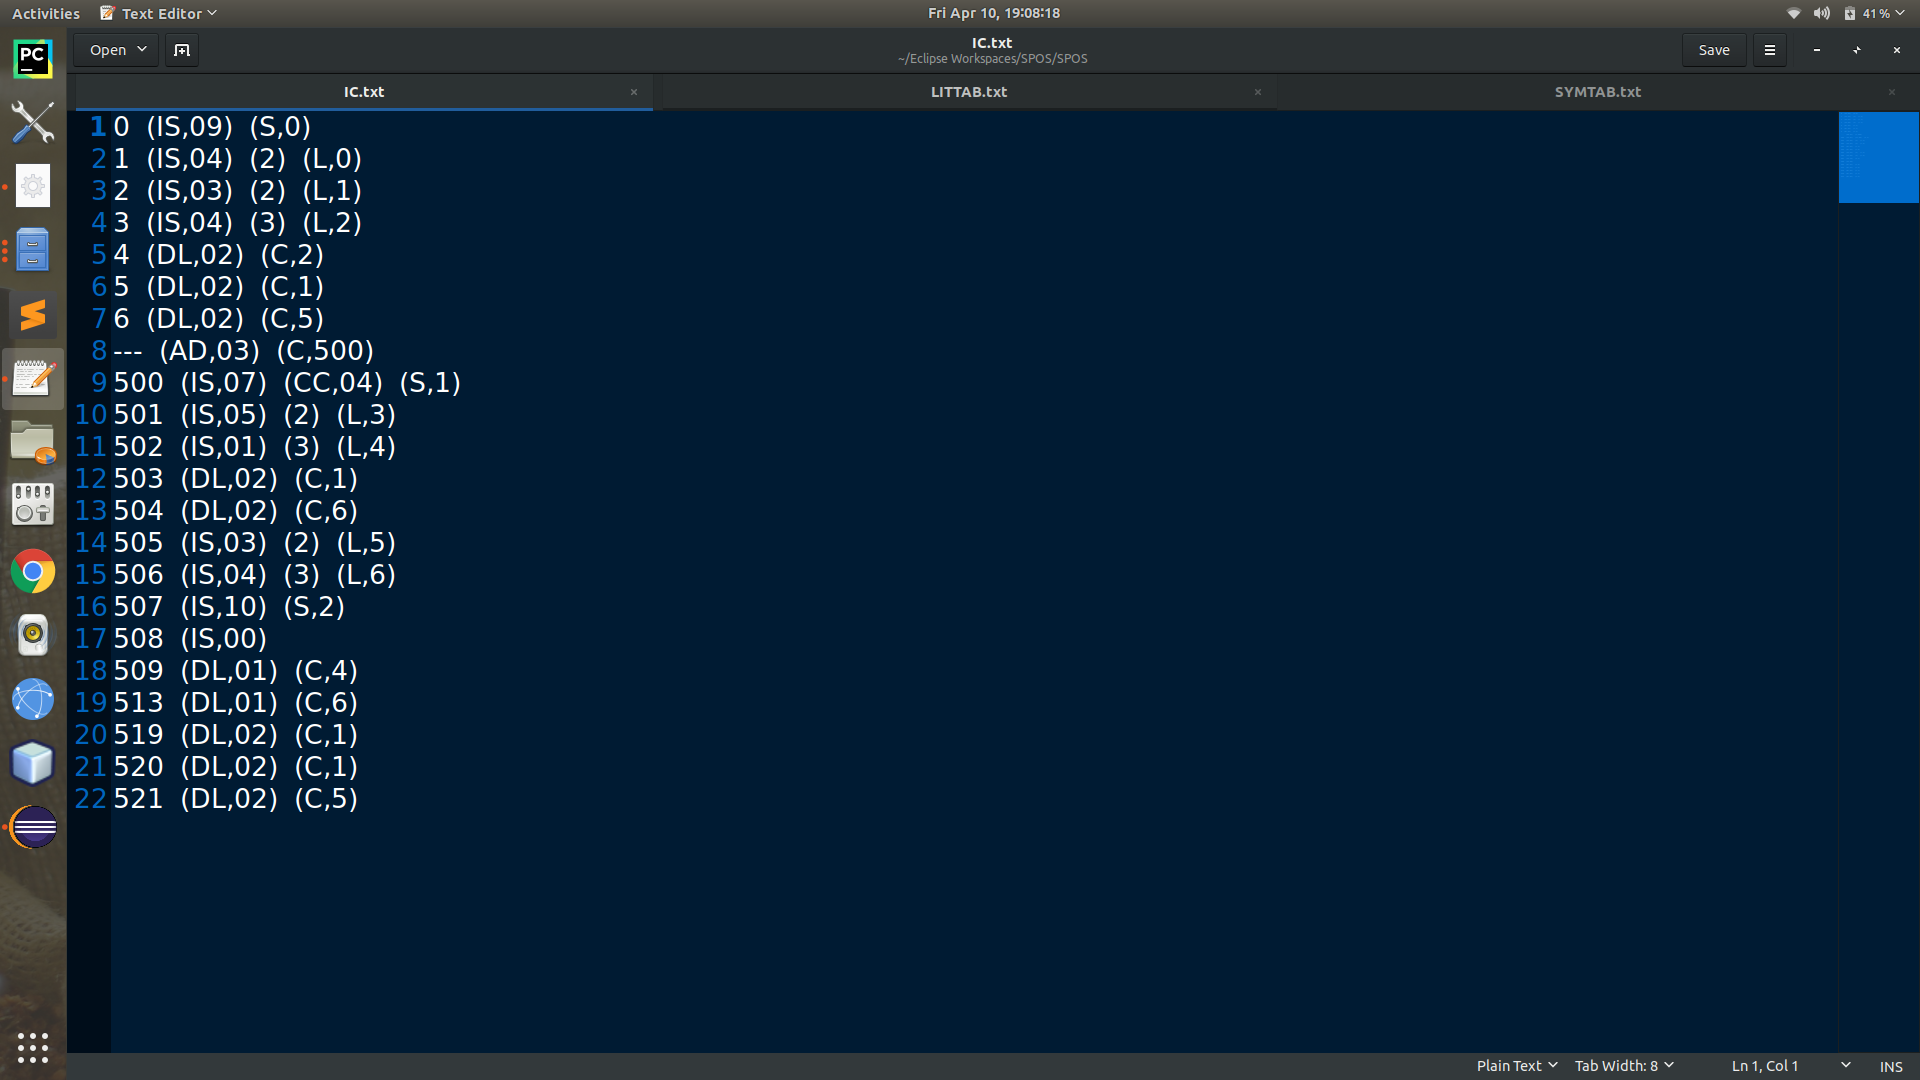 Activities Text Editor Fri Apr 10, 19:08:18 41%
Open IC.txt Save
~/Eclipse Workspaces/SPOS/SPOS
IC.txt × LITTAB.txt × SYMTAB.txt ×
PC
1 0 (IS,09) (S,0)
2 1 (IS,04) (2) (L,0)
3 2 (IS,03) (2) (L,1)
4 3 (IS,04) (3) (L,2)
5 4 (DL,02) (C,2)
6 5 (DL,02) (C,1)
7 6 (DL,02) (C,5)
8 --- (AD,03) (C,500)
9 500 (IS,07) (CC,04) (S,1)
10 501 (IS,05) (2) (L,3)
11 502 (IS,01) (3) (L,4)
12 503 (DL,02) (C,1)
13 504 (DL,02) (C,6)
14 505 (IS,03) (2) (L,5)
15 506 (IS,04) (3) (L,6)
16 507 (IS,10) (S,2)
17 508 (IS,00)
18 509 (DL,01) (C,4)
19 513 (DL,01) (C,6)
20 519 (DL,02) (C,1)
21 520 (DL,02) (C,1)
22 521 (DL,02) (C,5)
Plain Text Tab Width: 8 Ln 1, Col 1 INS